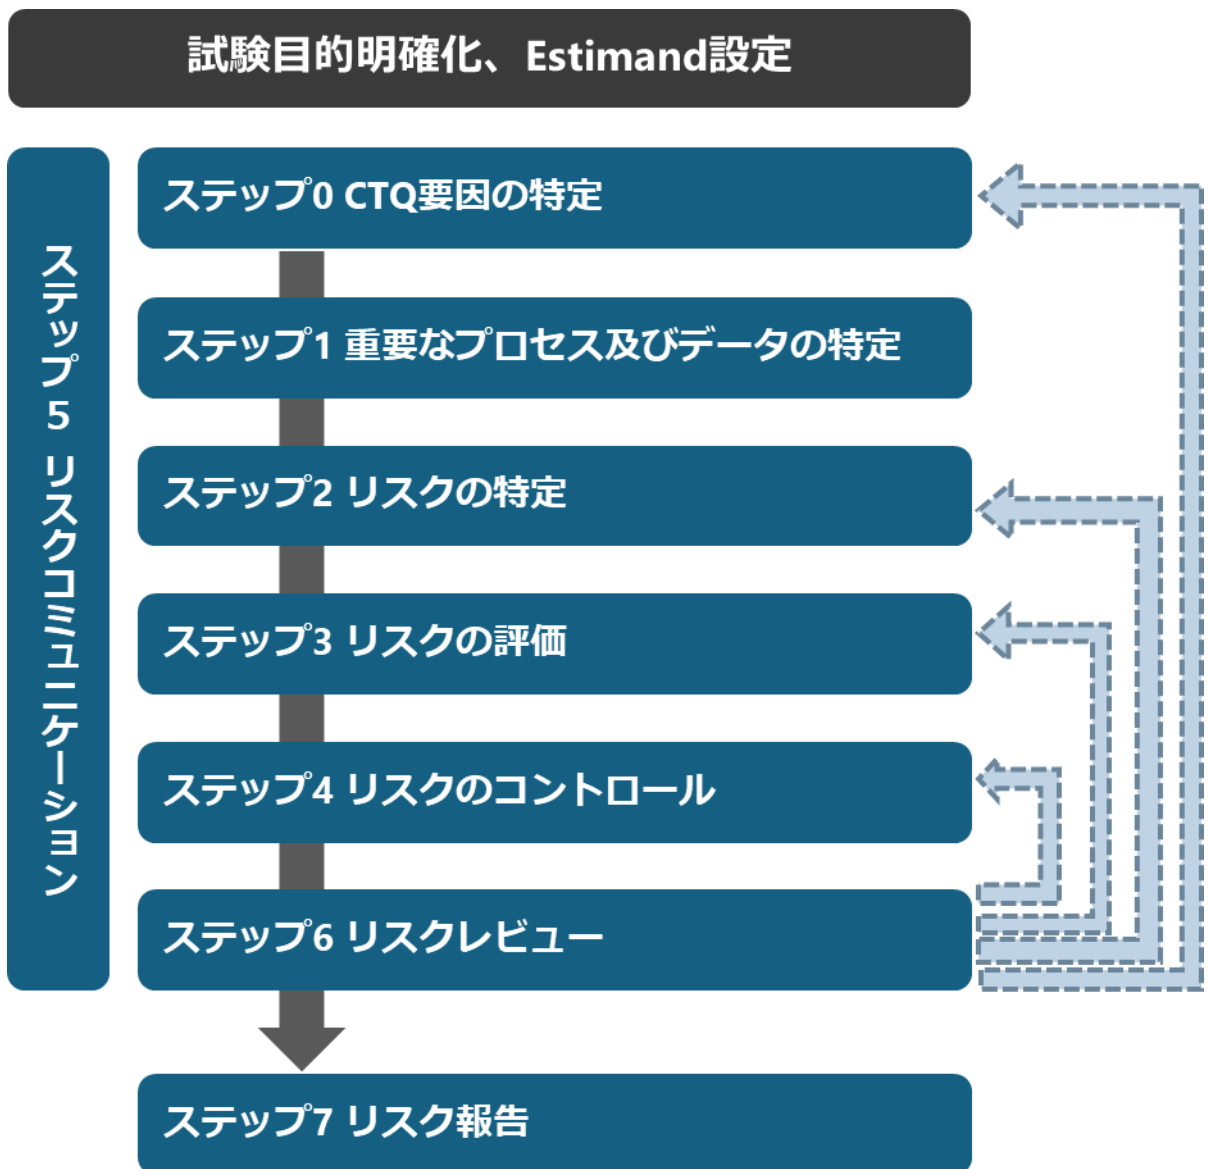 試験目的明確化、Estimand設定
ステップ5 リスクコミュニケーション
ステップ0 CTQ要因の特定
ステップ1 重要なプロセス及びデータの特定
ステップ2 リスクの特定
ステップ3 リスクの評価
ステップ4 リスクのコントロール
ステップ6 リスクレビュー
ステップ7 リスク報告